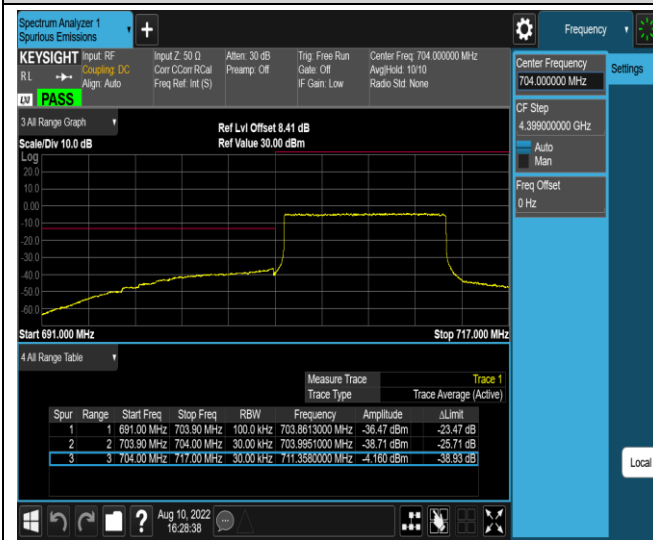 Spectrum Analyzer 1
Spurious Emissions
Frequency
KEYSIGHT Input: RF Input Z: 50 Ω Atten: 30 dB Trig: Free Run Center Freq: 704.000000 MHz
R L Coupling: DC Corr CCorr RCal Preamp: Off Gate: Off Avg|Hold: 10/10
Align: Auto Freq Ref: Int (S) IF Gain: Low Radio Std: None
LXI PASS
Center Frequency
704.000000 MHz
Settings
CF Step
4.399000000 GHz
Auto
Man
Freq Offset
0 Hz
3 All Range Graph
Ref Lvl Offset 8.41 dB
Scale/Div 10.0 dB Ref Value 30.00 dBm
Log
20.0
10.0
0.00
-10.0
-20.0
-30.0
-40.0
-50.0
-60.0
Start 691.000 MHz Stop 717.000 MHz
4 All Range Table
Measure Trace Trace 1
Trace Type Trace Average (Active)
Spur Range Start Freq Stop Freq RBW Frequency Amplitude ΔLimit
1 1 691.00 MHz 703.90 MHz 100.0 kHz 703.8613000 MHz -36.47 dBm -23.47 dB
2 2 703.90 MHz 704.00 MHz 30.00 kHz 703.9951000 MHz -38.71 dBm -25.71 dB
3 3 704.00 MHz 717.00 MHz 30.00 kHz 711.3580000 MHz -4.160 dBm -38.93 dB
Local
Aug 10, 2022
16:28:38